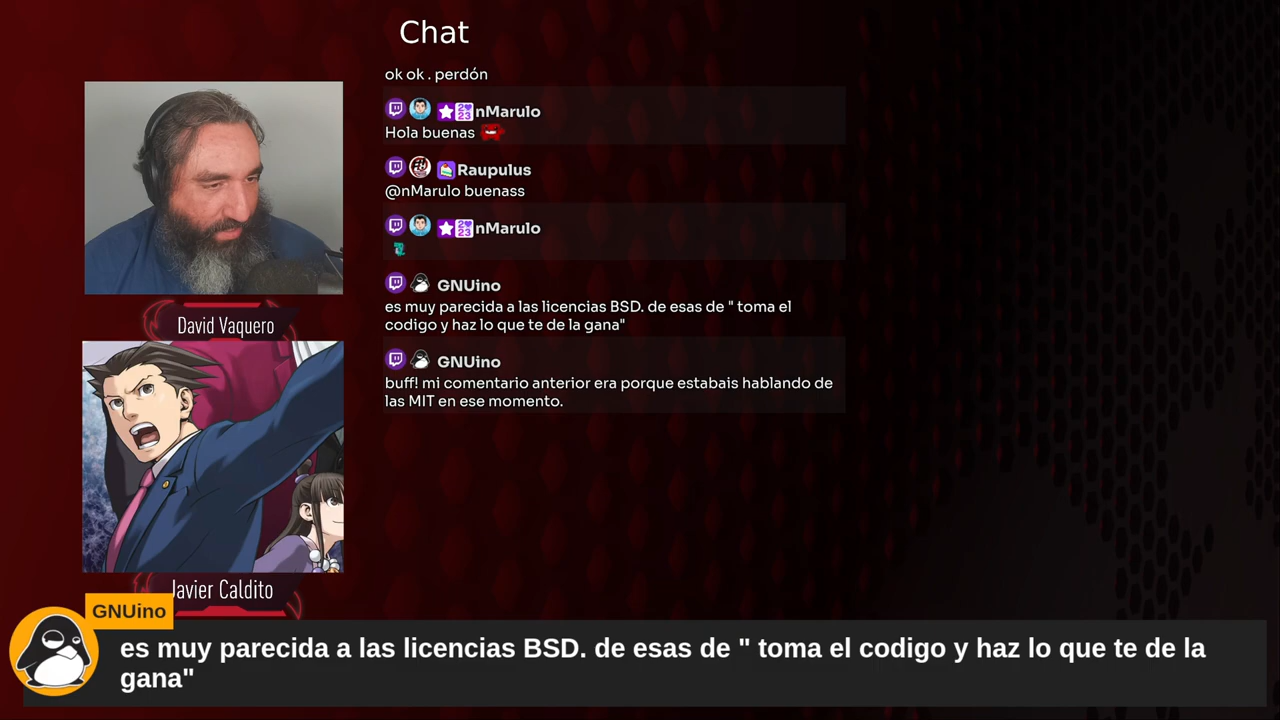 Chat
ok ok . perdón
nMarulo
Hola buenas
Raupulus
@nMarulo buenass
nMarulo
GNUino
es muy parecida a las licencias BSD. de esas de " toma el
codigo y haz lo que te de la gana"
GNUino
buff! mi comentario anterior era porque estabais hablando de
las MIT en ese momento.
David Vaquero
Javier Caldito
GNUino
es muy parecida a las licencias BSD. de esas de " toma el codigo y haz lo que te de la
gana"